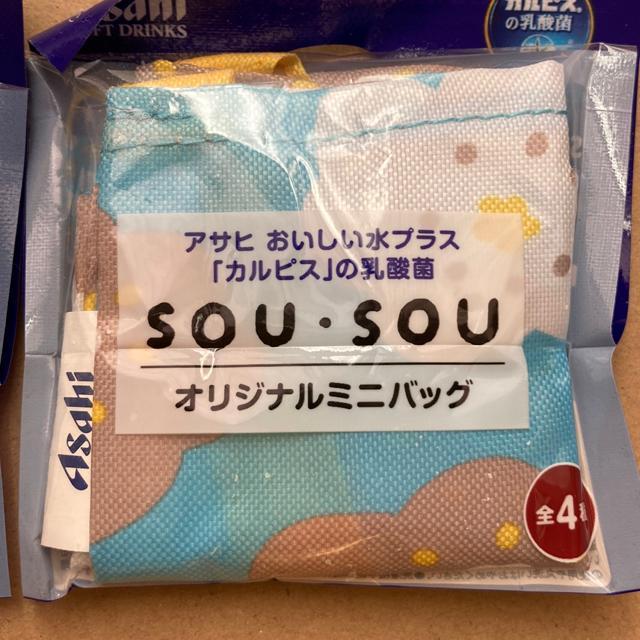 Asahi
SOFT DRINKS
カルピス
の乳酸菌
アサヒ おいしい水プラス
「カルピス」の乳酸菌
SOU・SOU
オリジナルミニバッグ
Asahi
全4種